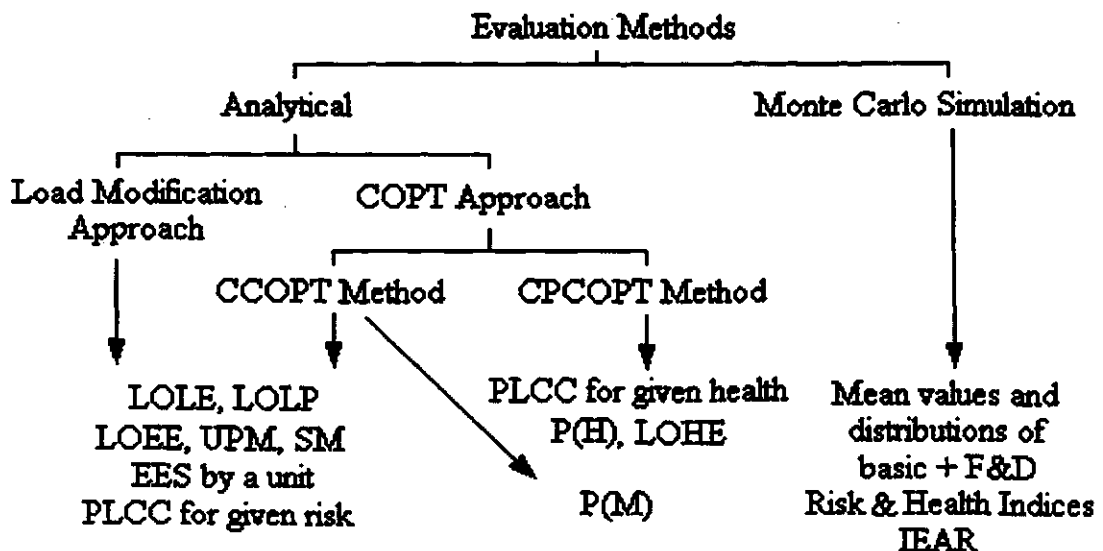 Evaluation Methods
Analytical
Monte Carlo Simulation
Load Modification
Approach
COPT Approach
CCOPT Method
CPCOPT Method
LOLE, LOLP
LOEE, UPM, SM
EES by a unit
PLCC for given risk
PLCC for given health
P(H), LOHE
P(M)
Mean values and
distributions of
basic + F&D
Risk & Health Indices
IEAR